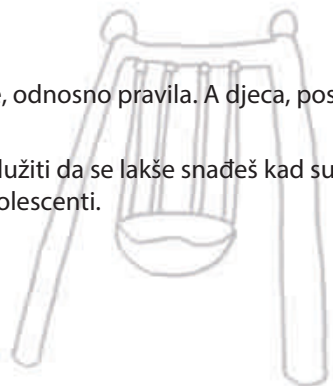 , odnosno pravila. A djeca, pos
lužiti da se lakše snađeš kad su
olescenti.